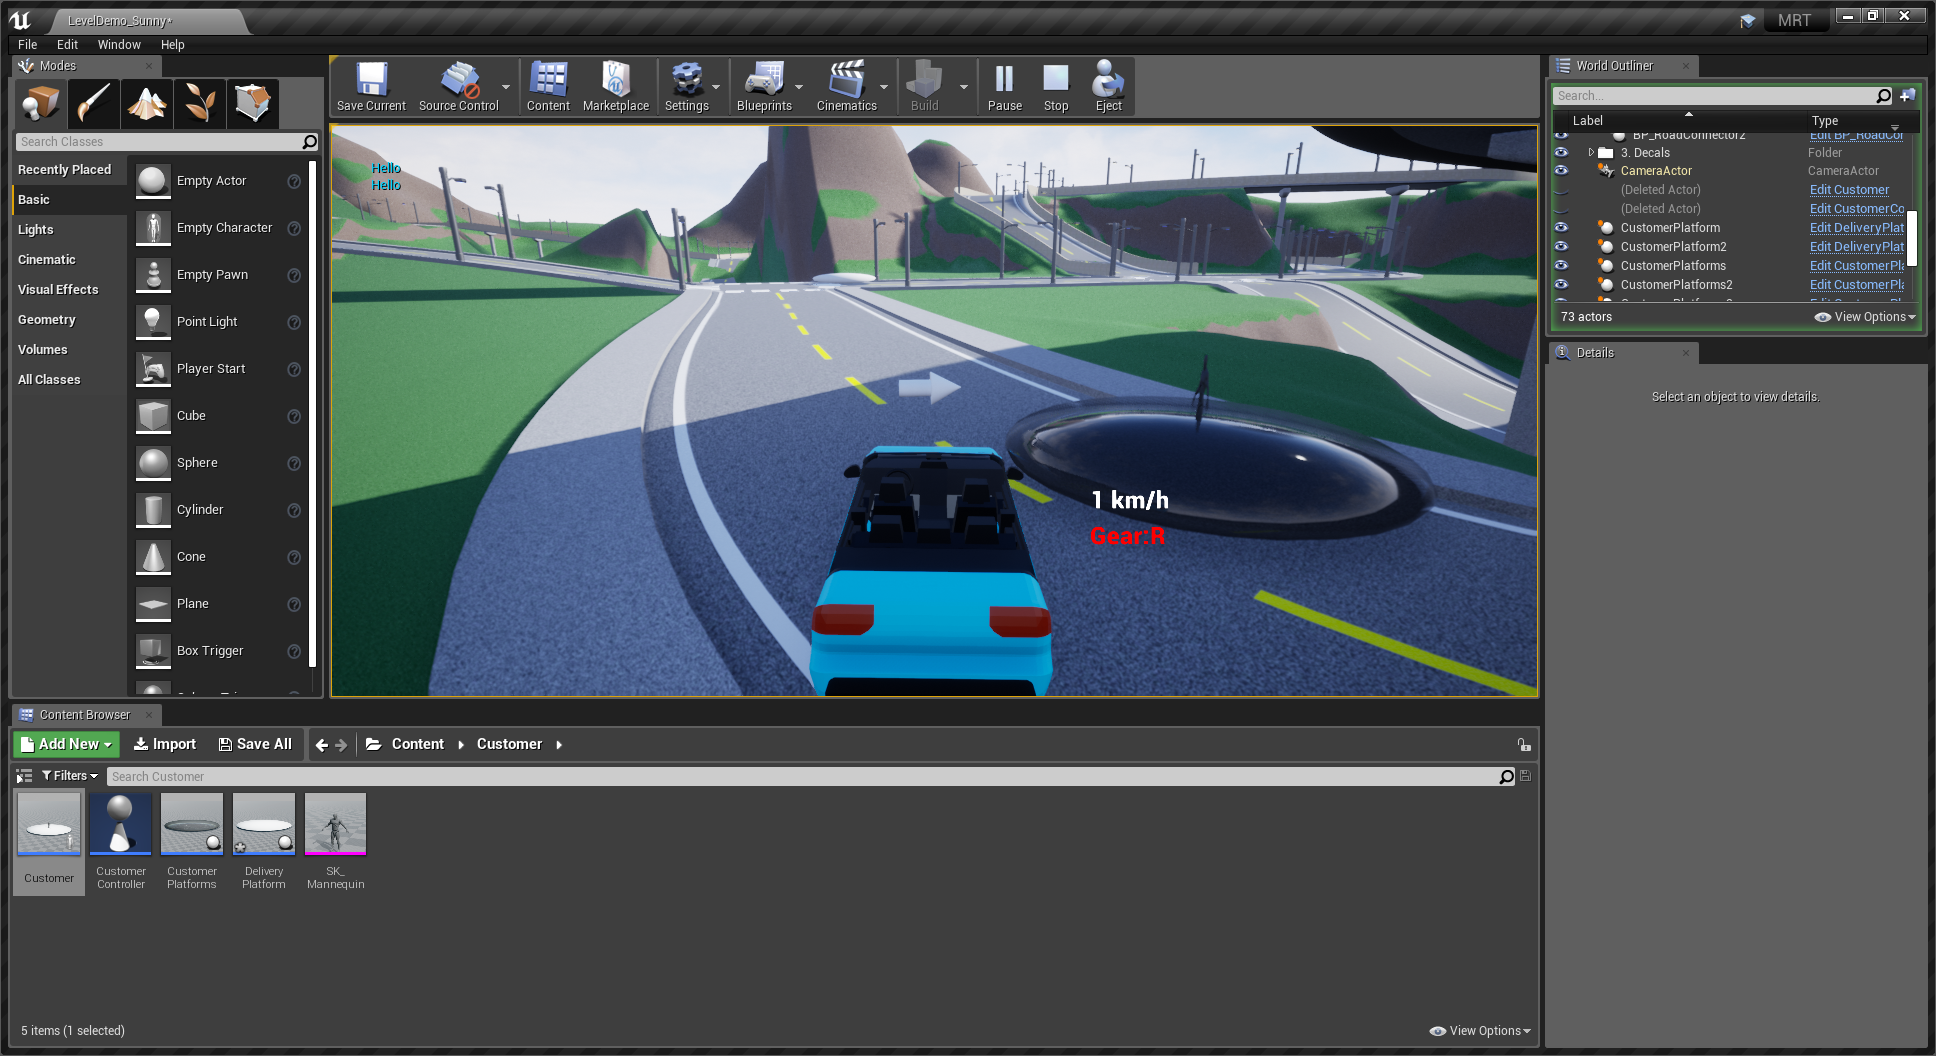 LevelDemo_Sunny*
MRT
File Edit Window Help
Modes
Search Classes
Recently Placed
Basic
Lights
Cinematic
Visual Effects
Geometry
Volumes
All Classes
Empty Actor
Empty Character
Empty Pawn
Point Light
Player Start
Cube
Sphere
Cylinder
Cone
Plane
Box Trigger
Save Current Source Control Content Marketplace Settings Blueprints Cinematics Build Pause Stop Eject
Hello
Hello
1 km/h
Gear:R
World Outliner
Search...
Label Type
BP_RoadConnector2 Edit BP_RoadCor
3. Decals Folder
CameraActor CameraActor
(Deleted Actor) Edit Customer
(Deleted Actor) Edit CustomerCo
CustomerPlatform Edit DeliveryPlat
CustomerPlatform2 Edit DeliveryPlat
CustomerPlatforms Edit CustomerPla
CustomerPlatforms2 Edit CustomerPla
73 actors View Options
Details
Select an object to view details.
Content Browser
Add New Import Save All Content Customer
Filters Search Customer
Customer
Customer Controller
Customer Platforms
Delivery Platform
SK_ Mannequin
5 items (1 selected) View Options